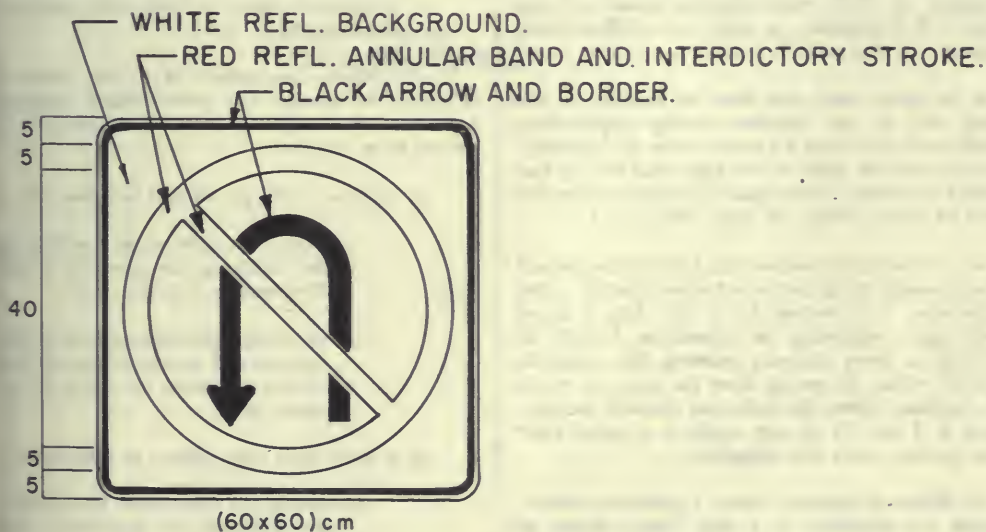 WHITE REFL. BACKGROUND.
RED REFL. ANNULAR BAND AND. INTERDICTORY STROKE.
BLACK ARROW AND BORDER.
5
5
40
5
5
(60x60)cm